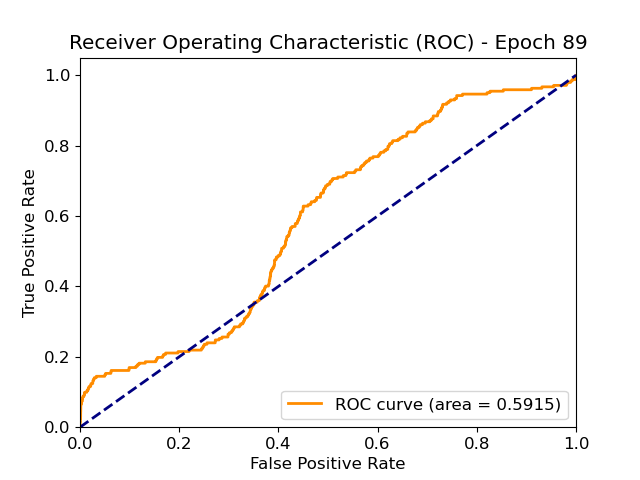 Receiver Operating Characteristic (ROC) - Epoch 89
True Positive Rate
1.0
0.8
0.6
0.4
0.2
0.0
ROC curve (area = 0.5915)
0.0 0.2 0.4 0.6 0.8 1.0
False Positive Rate